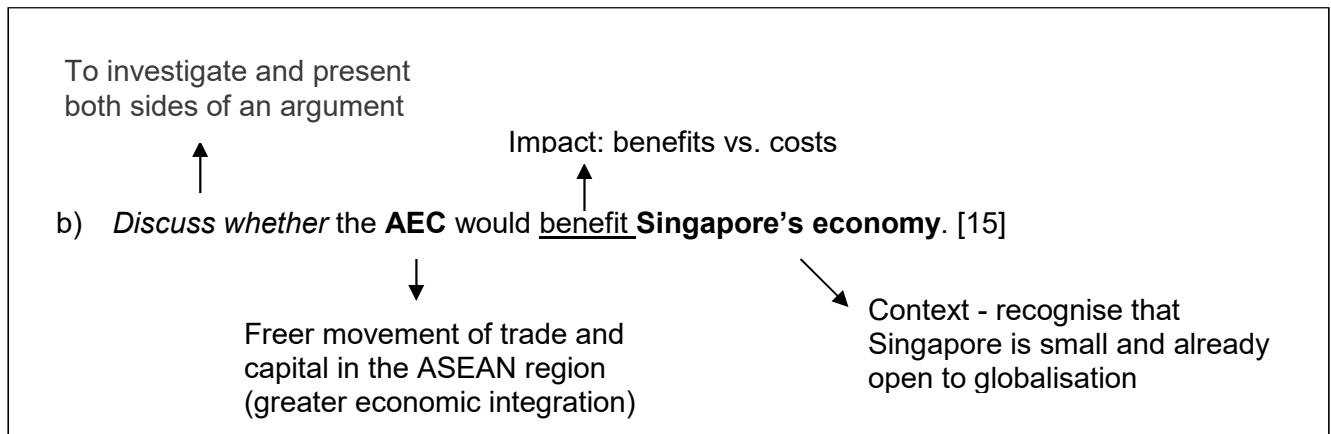 To investigate and present
both sides of an argument
Impact: benefits vs. costs
b) Discuss whether the AEC would benefit Singapore’s economy. [15]
Freer movement of trade and
capital in the ASEAN region
(greater economic integration)
Context - recognise that
Singapore is small and already
open to globalisation